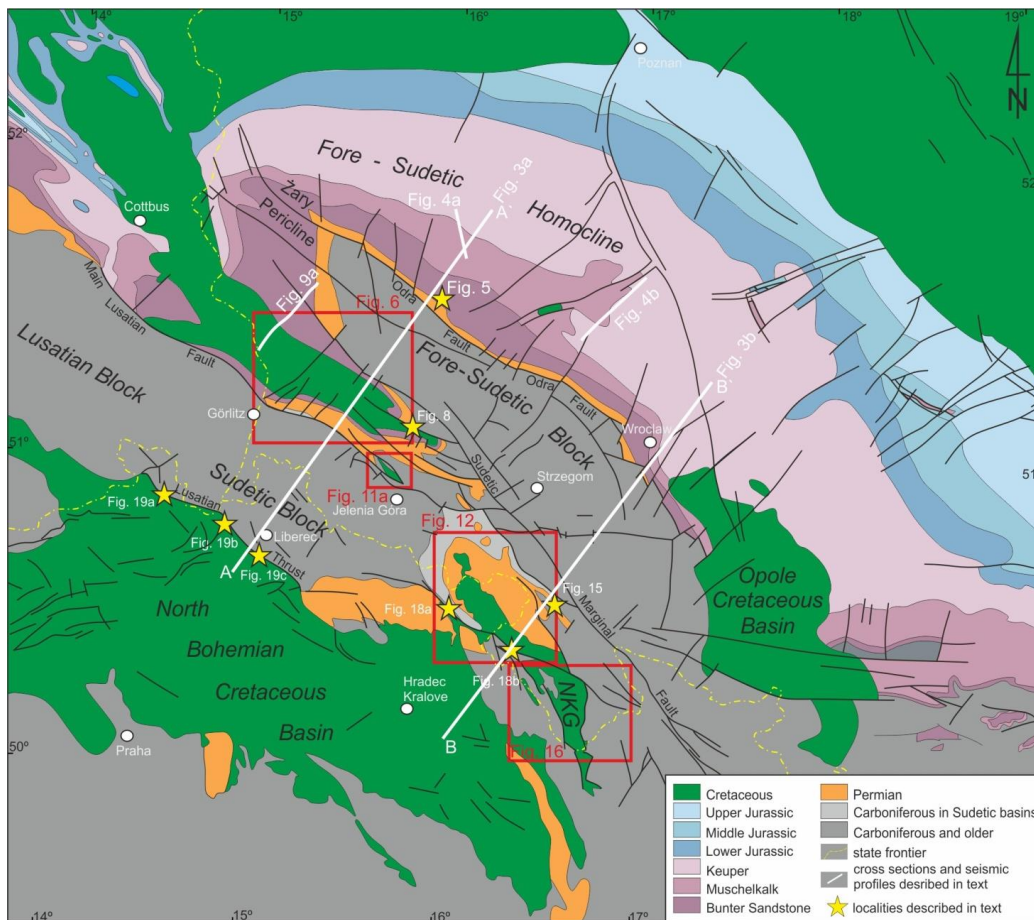 14°
15°
16°
17°
18°
19°
Poznan
N
52°
52
Fore - Sudetic
Homocline
Fig. 3a
A'
Fig. 4a
Żary
Pericline
Cottbus
Main
Lusatian
Fault
Fig. 9a
Odra
Fig. 5
Fig. 6
Fig. 4b
Fault
Fore-Sudetic
Block
Odra
Fault
Fig. 3b
B'
Lusatian Block
Görlitz
Fig. 8
Wroclaw
51°
51
Sudetic
Strzegom
Sudetic Block
Fig. 11a
Jelenia Góra
Fig. 19a
Lusatian
Fig. 12
Fig. 19b
Liberec
A
Fig. 19c
Thrust
Fig. 15
Marginal
Fig. 18a
Opole
Cretaceous
Basin
North
Bohemian
Cretaceous
Basin
Hradec
Kralove
Fig. 18b
NKG
Fault
B
Fig. 16
50°
Praha
14°
15°
16°
17°
Cretaceous
Upper Jurassic
Middle Jurassic
Lower Jurassic
Keuper
Muschelkalk
Bunter Sandstone
Permian
Carboniferous in Sudetic basins
Carboniferous and older
state frontier
cross sections and seismic
profiles desribed in text
localities described in text